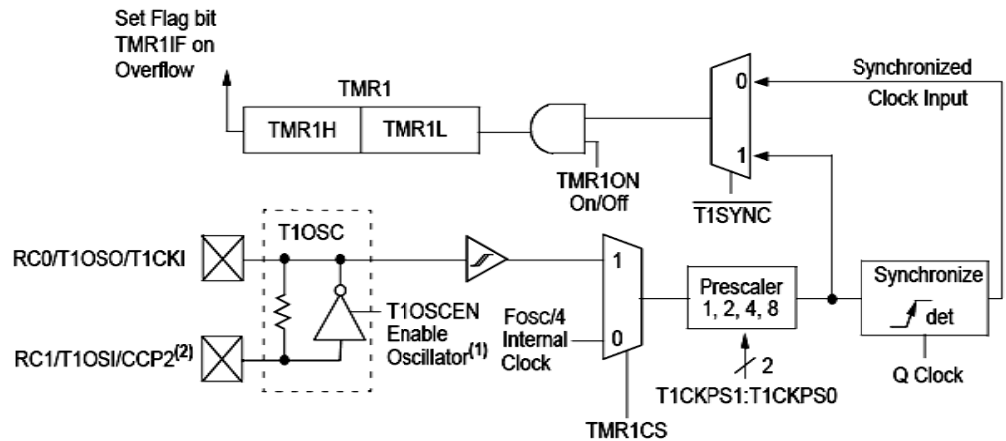 Set Flag bit
TMR1IF on
Overflow
TMR1
TMR1H
TMR1L
TMR1ON
On/Off
0
1
T1SYNC
Synchronized
Clock Input
RC0/T1OSO/T1CKI
T1OSC
RC1/T1OSI/CCP2(2)
T1OSCEN
Enable
Oscillator(1)
Fosc/4
Internal
Clock
1
0
TMR1CS
Prescaler
1, 2, 4, 8
2
T1CKPS1:T1CKPS0
Synchronize
det
Q Clock